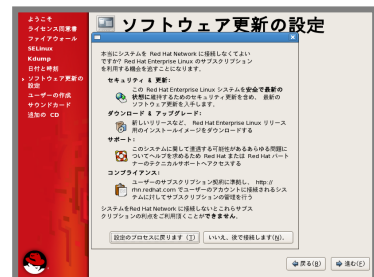 ようこそ
ライセンス同意書
ファイアウォール
SELinux
Kdump
日付と時刻
ソフトウェア更新の
設定
ユーザーの作成
サウンドカード
追加の CD
ソフトウェア更新の設定
本当にシステムを Red Hat Network に接続しなくてよい
ですか? Red Hat Enterprise Linux のサブスクリプション
を利用する機会を逃すことになります。
セキュリティ & 更新:
この Red Hat Enterprise Linux システムを安全で最新の
状態に維持するためのセキュリティ更新を含め、 最新の
ソフトウェア更新を入手します。
ダウンロード & アップグレード:
新しいリリースなど、 Red Hat Enterprise Linux リリース
用のインストールイメージをダウンロードする
サポート:
このシステムに関して遭遇する可能性があるあらゆる問題に
ついてヘルプを求めるため Red Hat または Red Hat パート
ナーのテクニカルサポートへアクセスする
コンプライアンス:
ユーザーのサブスクリプション契約に準拠し、 http://
rhn.redhat.com でユーザーのアカウントに接続されるシス
テムに対してサブスクリプションの管理を行う
システムをRed Hat Network に接続しないとこれらサブス
クリプションの利点をご利用頂くことができません。
設定のプロセスに戻ります (T)
いいえ、後で接続します(N)。
戻る(B)
進む(F)